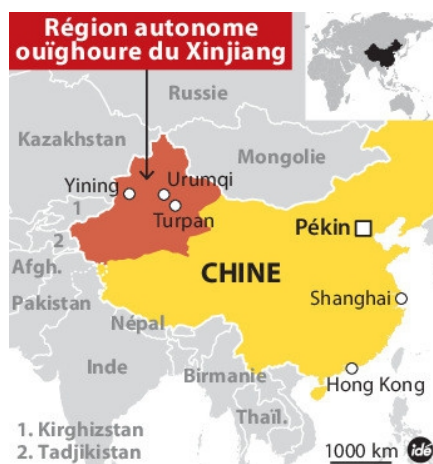 Région autonome
ouïghoure du Xinjiang
Russie
Kazakhstan
Mongolie
Yining
Urumqi
1
Turpan
Pékin
2
Afgh.
CHINE
Pakistan
Shanghai
Népal
Inde
Birmanie
Hong Kong
Thaïl.
1. Kirghizstan
2. Tadjikistan
1000 km
idé